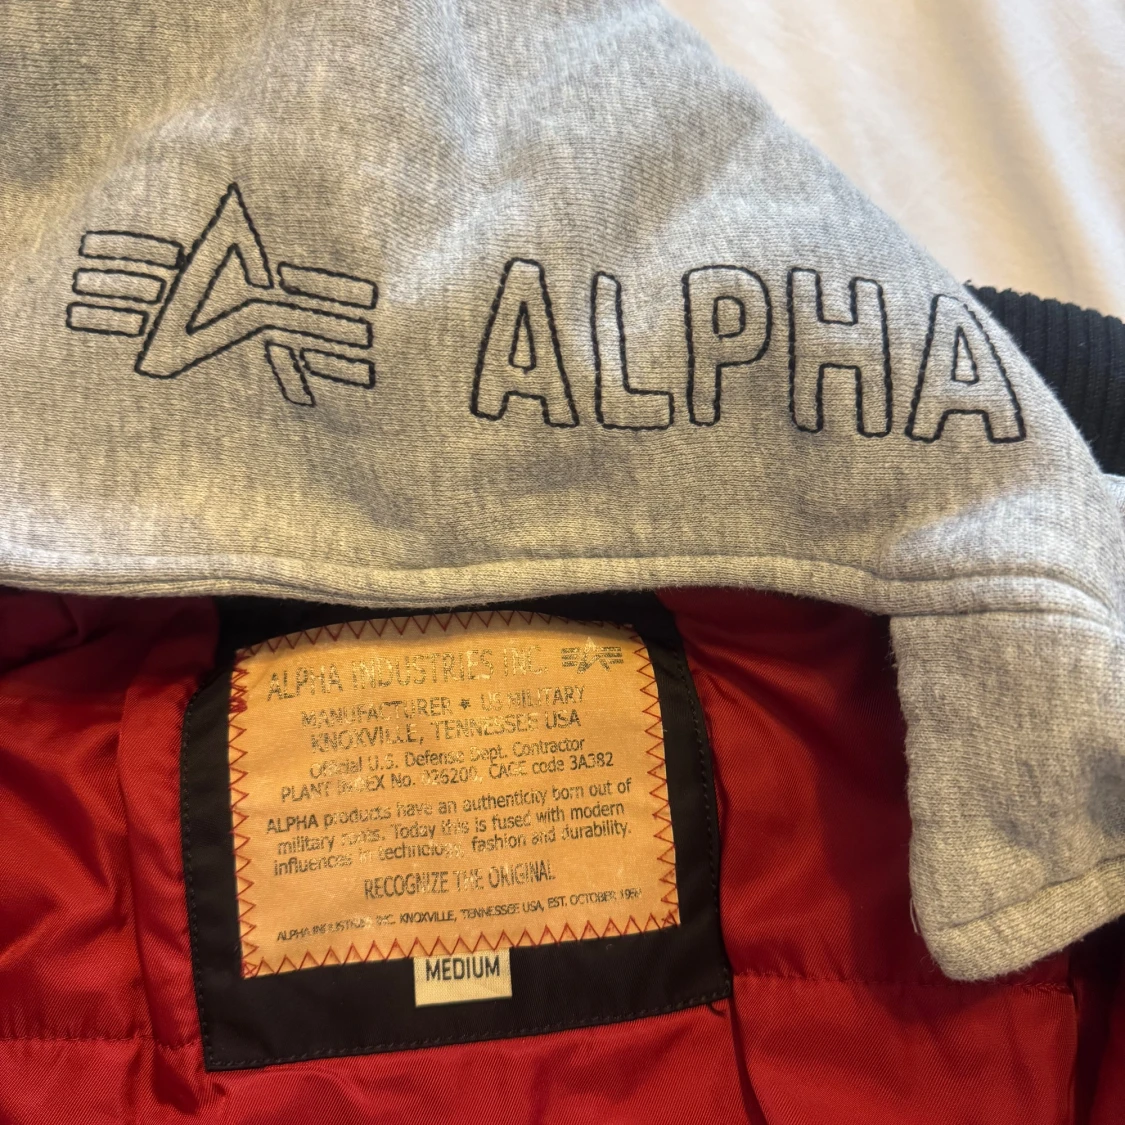 ALPHA
ALPHA INDUSTRIES INC.
MANUFACTURER ★ US MILITARY
KNOXVILLE, TENNESSEE USA
Official U.S. Defense Dept. Contractor
PLANT INDEX No. 026200, CAGE code 3A382
ALPHA products have an authenticity born out of
military roots. Today this is fused with modern
influences in technology, fashion and durability.
RECOGNIZE THE ORIGINAL
ALPHA INDUSTRIES, INC. KNOXVILLE, TENNESSEE USA, EST. OCTOBER
MEDIUM